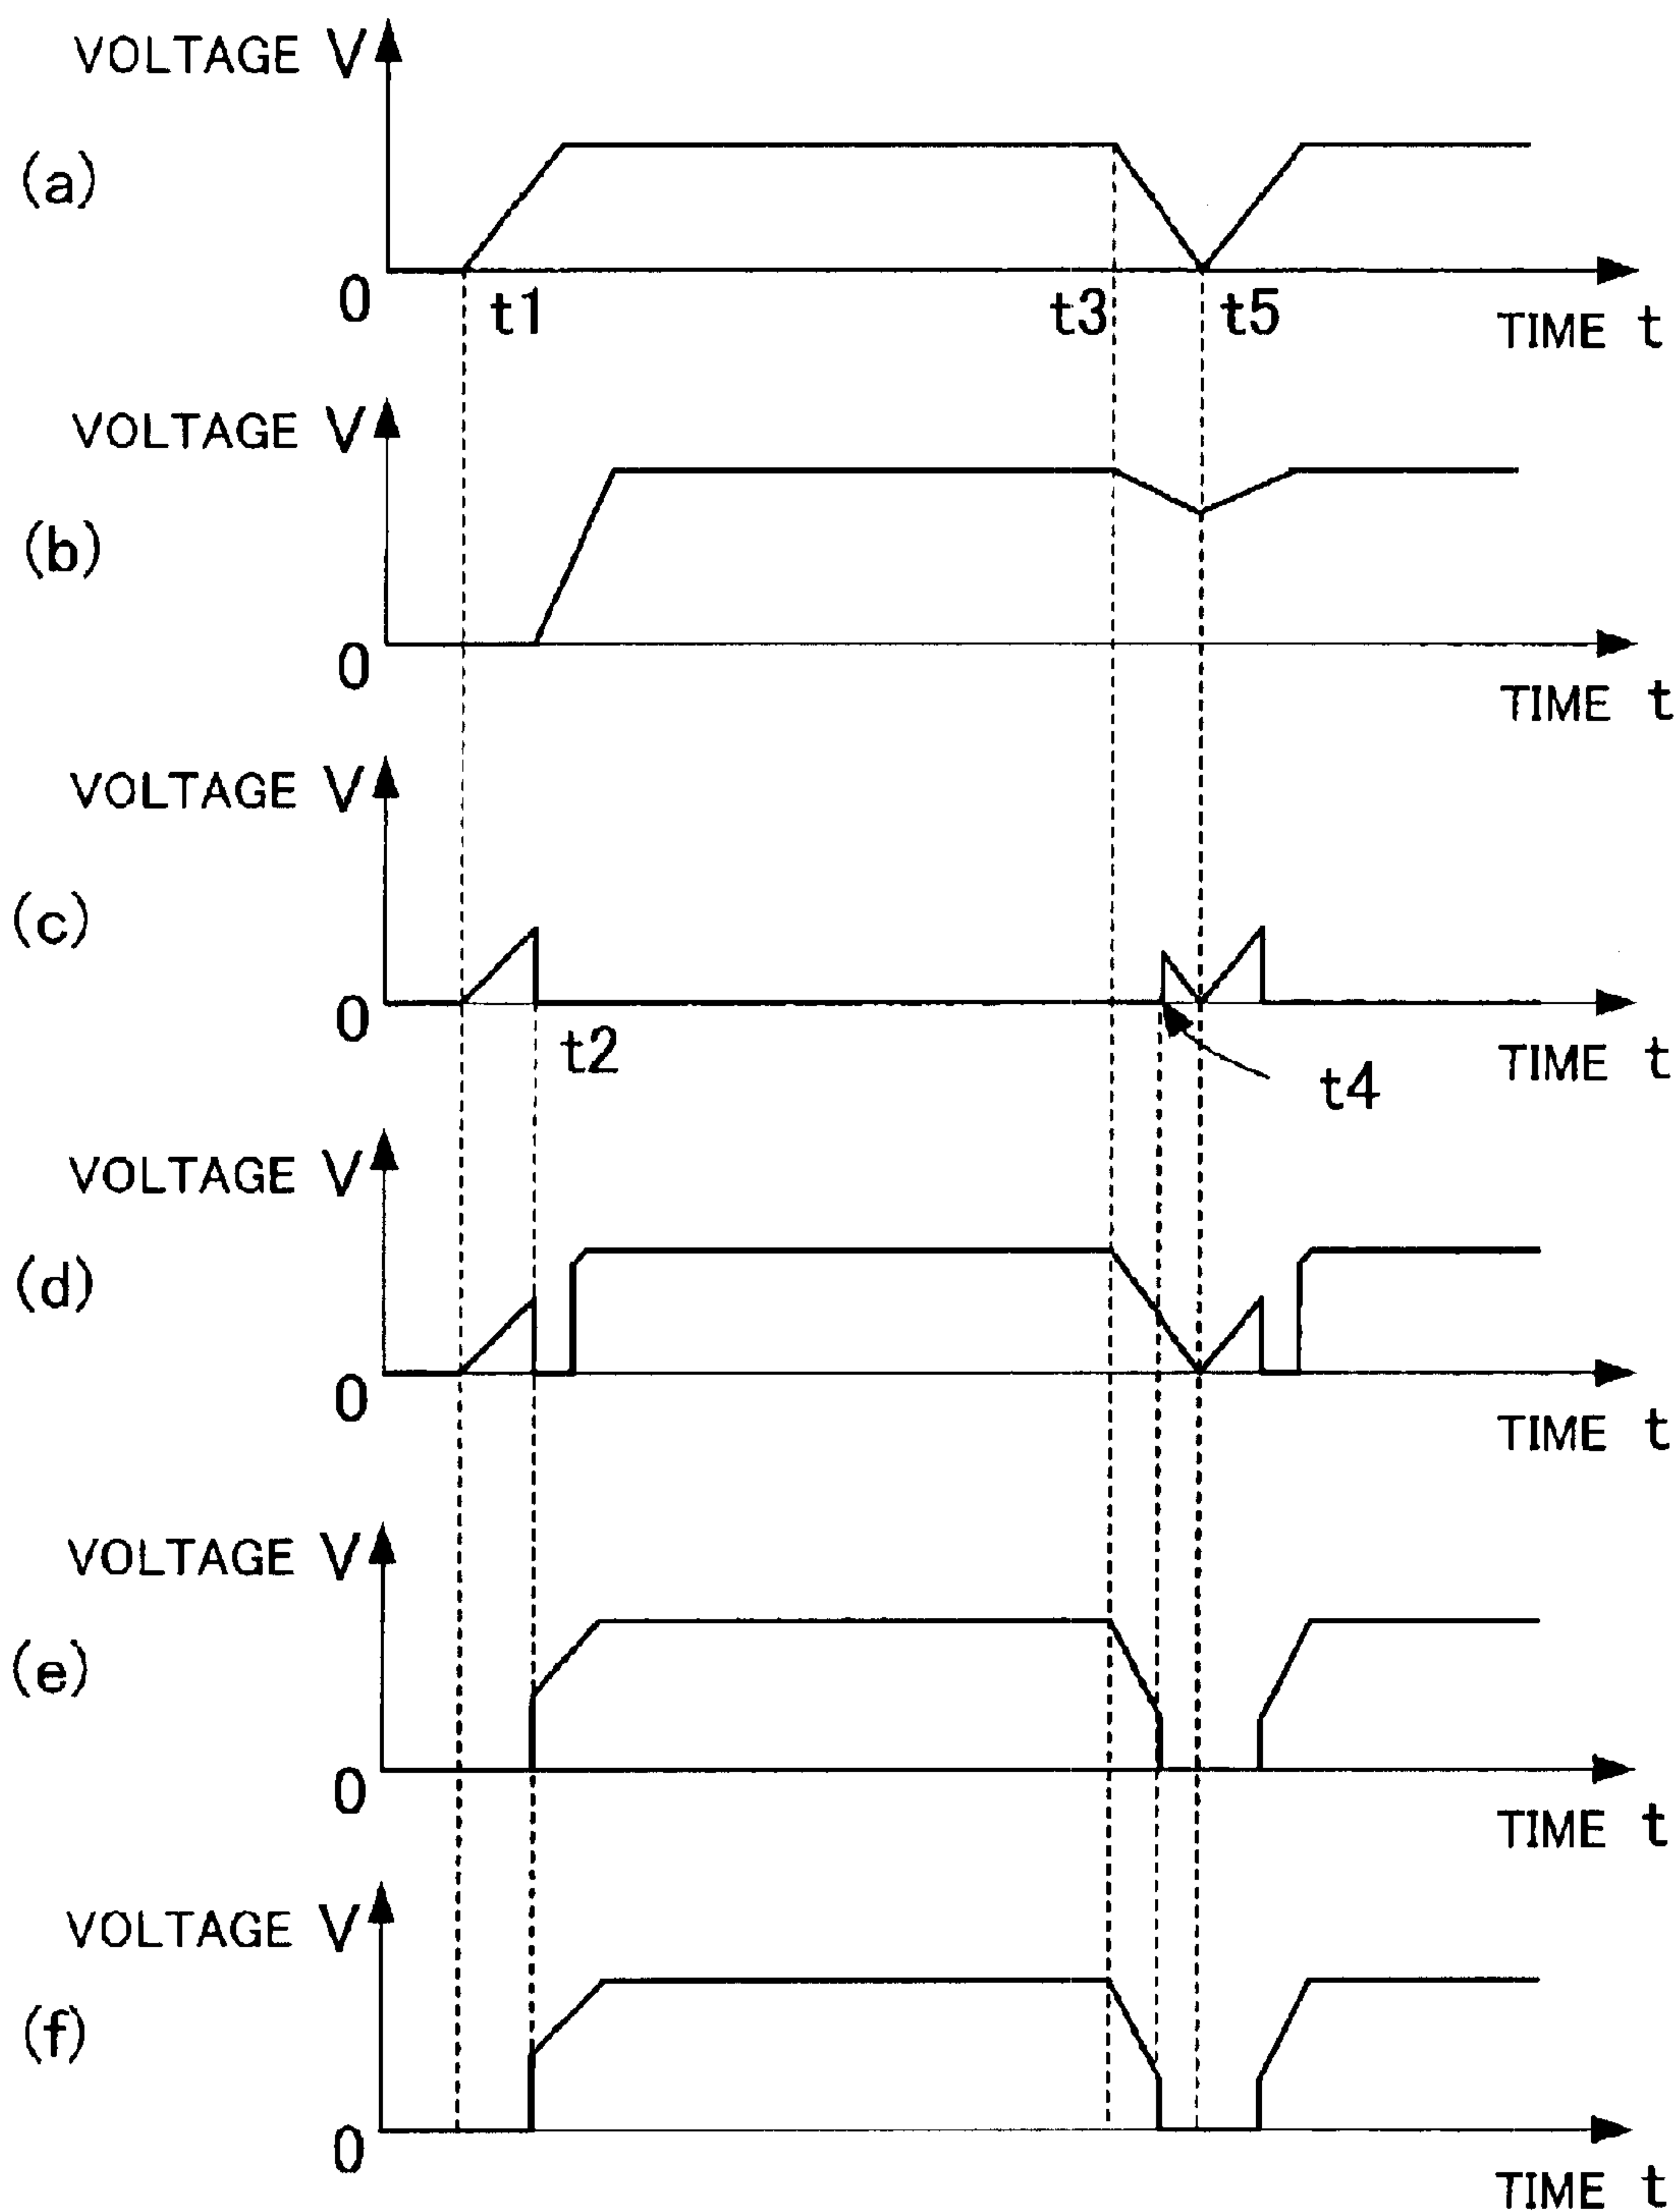 VOLTAGE V
(a)
0
t1
t3
t5
TIME t
VOLTAGE V
(b)
0
TIME t
VOLTAGE V
(c)
0
t2
t4
TIME t
VOLTAGE V
(d)
0
TIME t
VOLTAGE V
(e)
0
TIME t
VOLTAGE V
(f)
0
TIME t